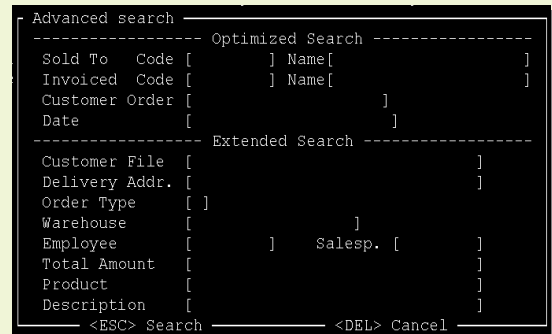 Advanced search
------------------ Optimized Search -----------------
Sold To   Code [        ] Name[                    ]
Invoiced  Code [        ] Name[                    ]
Customer Order [                    ]
Date           [                     ]
------------------ Extended Search ------------------
Customer File  [                              ]
Delivery Addr. [                              ]
Order Type     [ ]
Warehouse      [                 ]
Employee       [        ]    Salesp. [        ]
Total Amount   [                              ]
Product        [                              ]
Description    [                              ]
<ESC> Search <DEL> Cancel